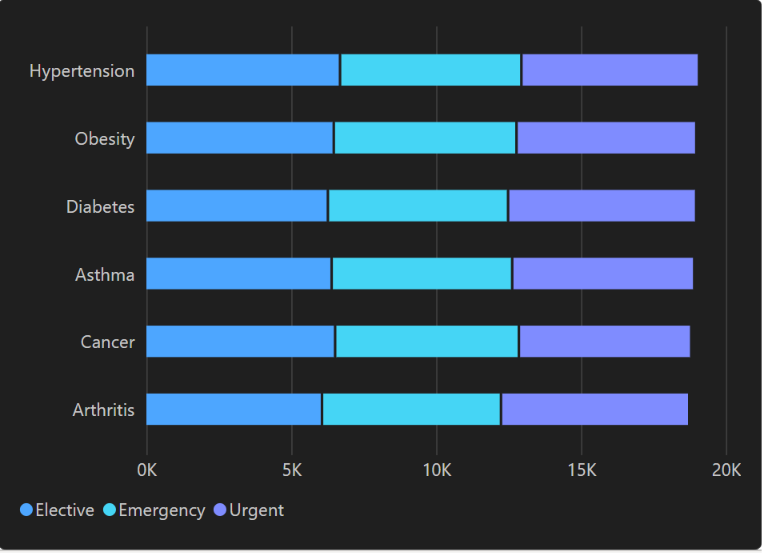 Hypertension
Obesity
Diabetes
Asthma
Cancer
Arthritis
0K 5K 10K 15K 20K
Elective Emergency Urgent